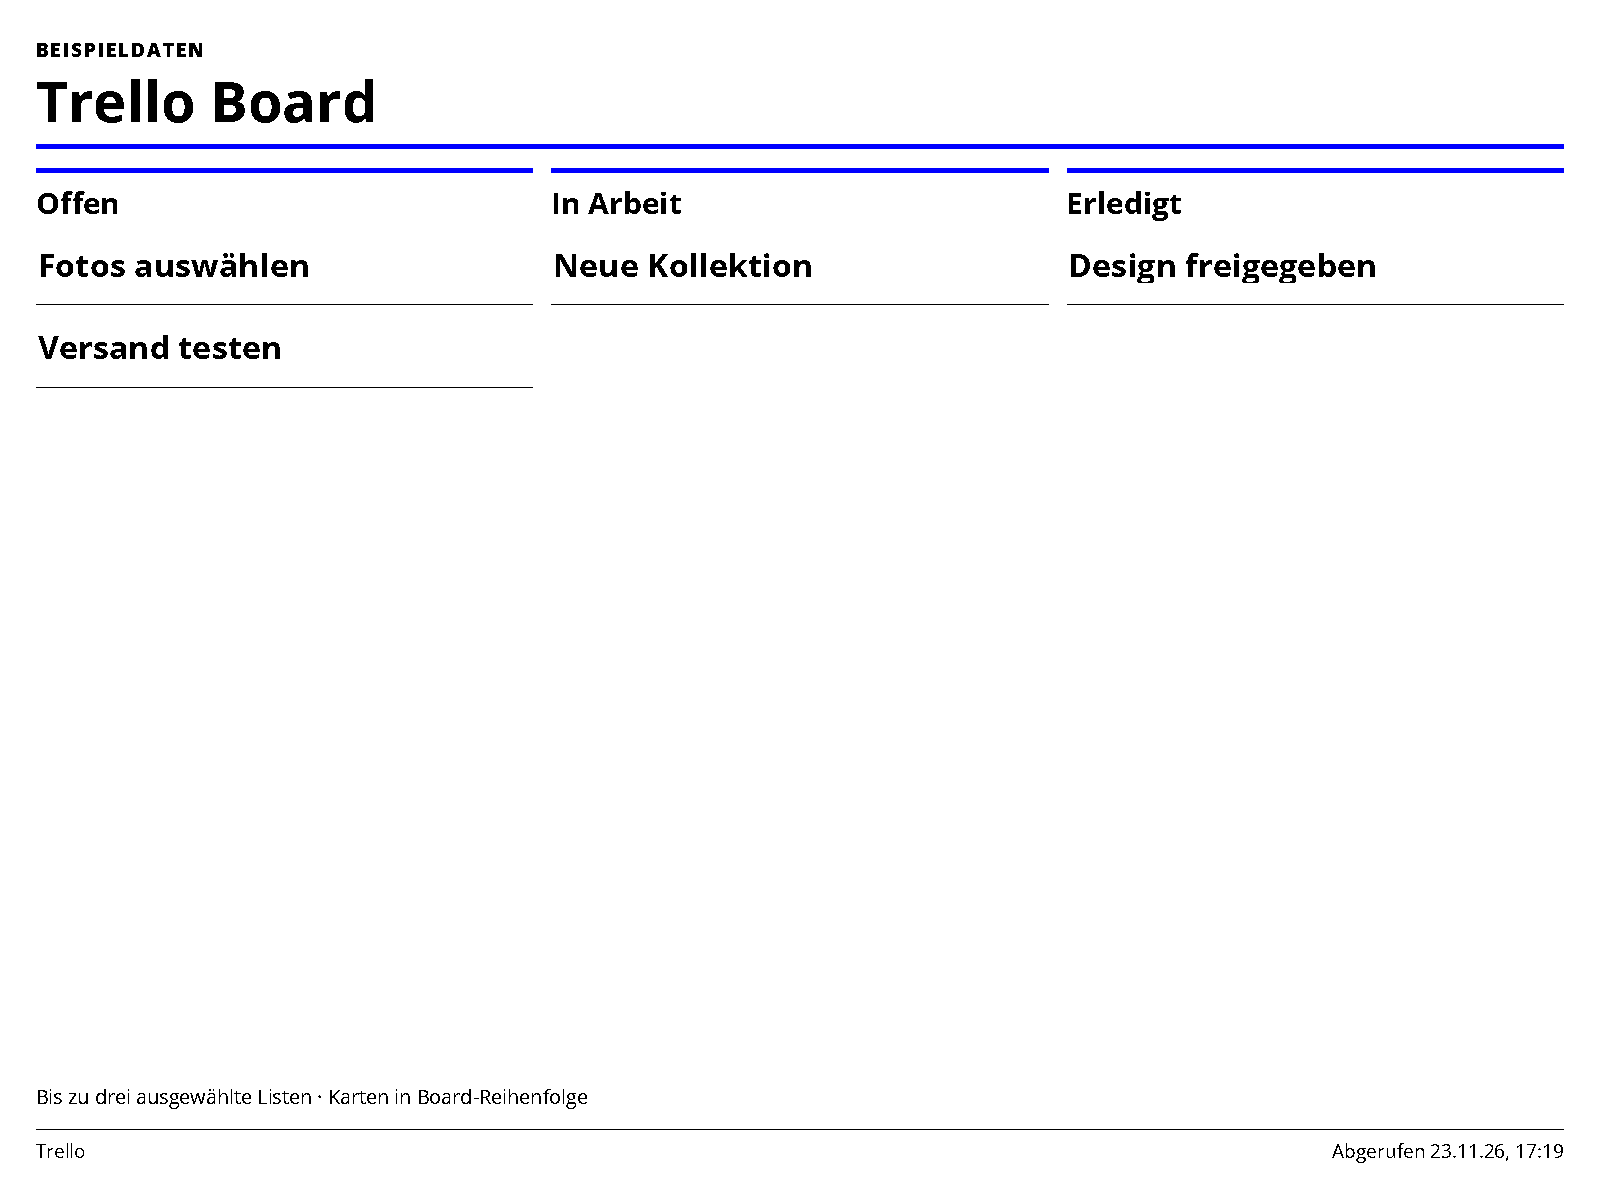 BEISPIELDATEN
Trello Board
Offen
Fotos auswählen
Versand testen
In Arbeit
Neue Kollektion
Erledigt
Design freigegeben
Bis zu drei ausgewählte Listen · Karten in Board-Reihenfolge
Trello
Abgerufen 23.11.26, 17:19